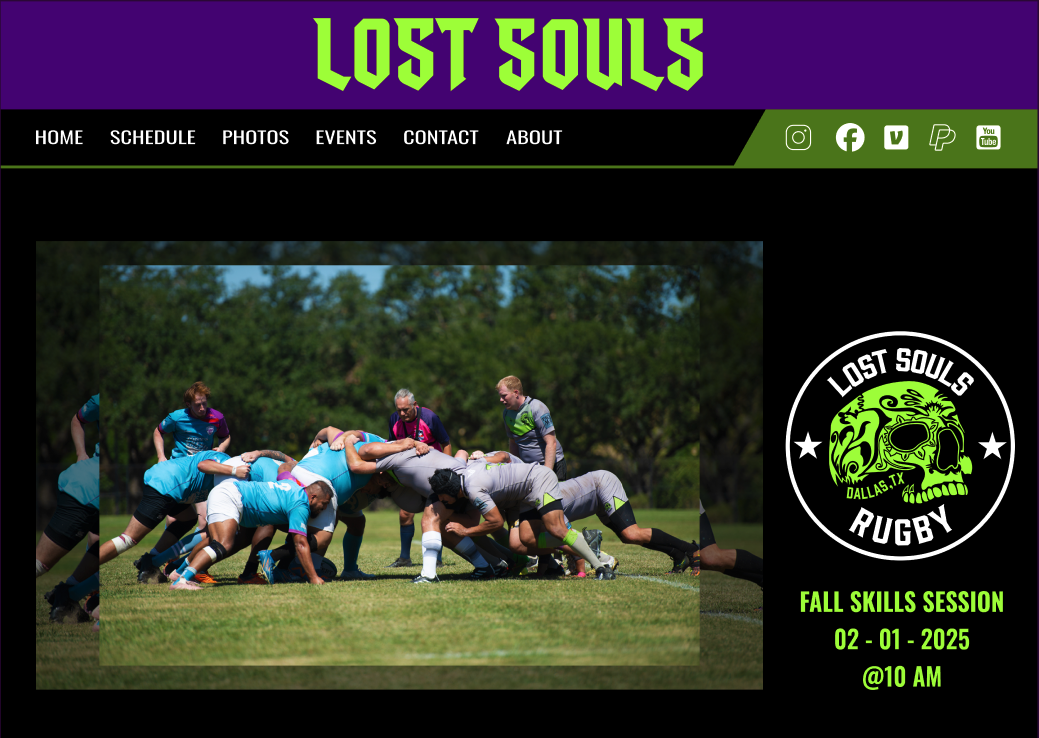 LOST SOULS
HOME SCHEDULE PHOTOS EVENTS CONTACT ABOUT
You
Tube
LOST SOULS
DALLAS, TX
RUGBY
FALL SKILLS SESSION
02 - 01 - 2025
@10 AM